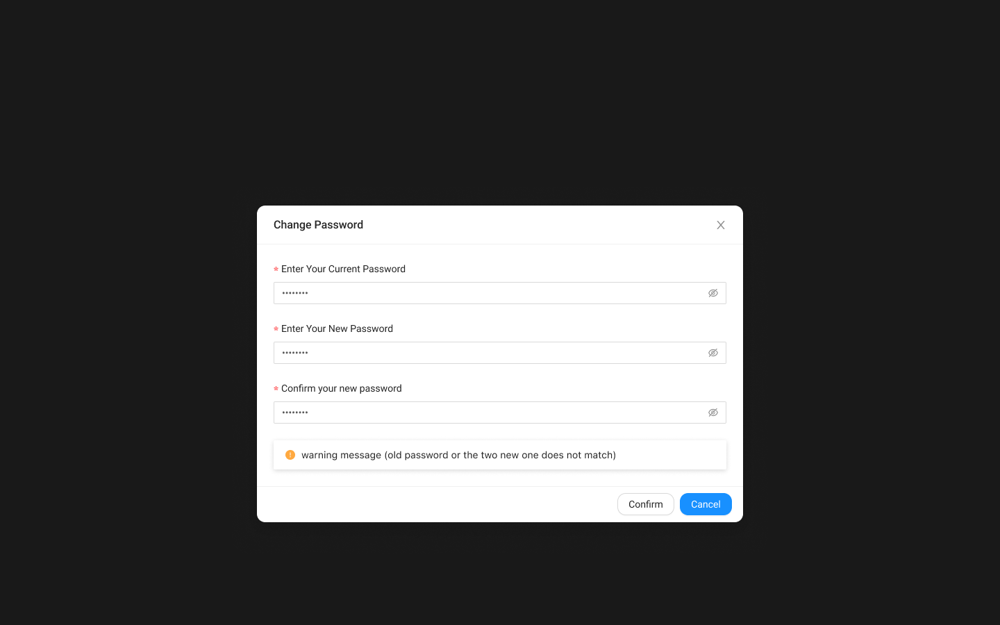 Change Password
* Enter Your Current Password
••••••••
* Enter Your New Password
••••••••
* Confirm your new password
••••••••
warning message (old password or the two new one does not match)
Confirm
Cancel